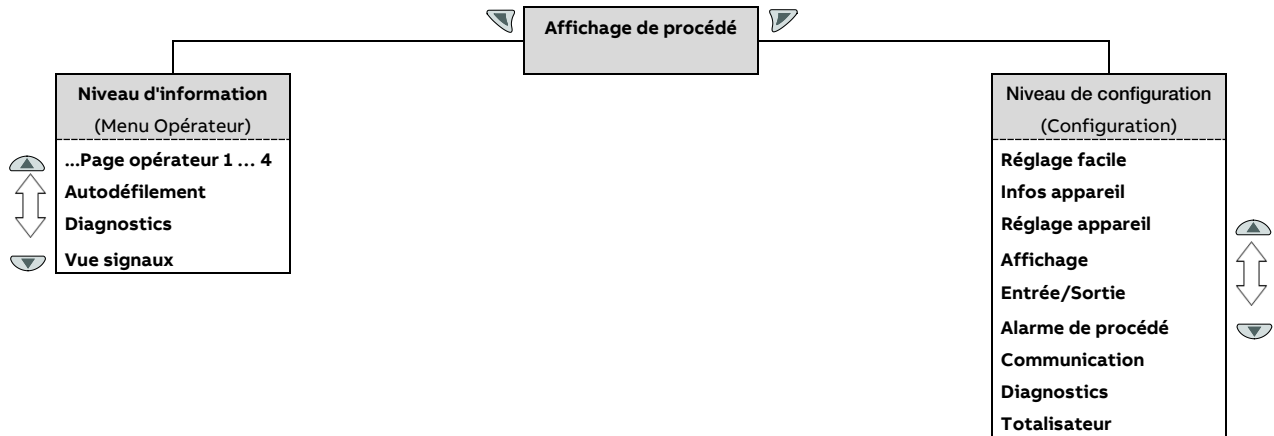 Affichage de procédé
Niveau d'information
(Menu Opérateur)
...Page opérateur 1 … 4
Autodéfilement
Diagnostics
Vue signaux
Niveau de configuration
(Configuration)
Réglage facile
Infos appareil
Réglage appareil
Affichage
Entrée/Sortie
Alarme de procédé
Communication
Diagnostics
Totalisateur